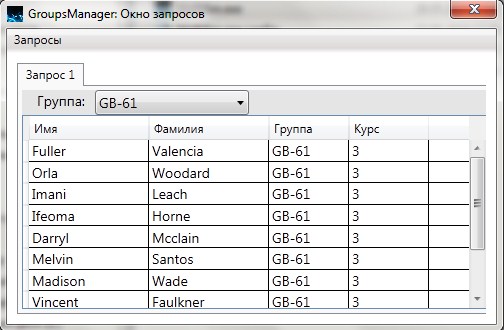 GroupsManager: Окно запросов
Запросы
Запрос 1
Группа: GB-61
Имя Фамилия Группа Курс
Fuller Valencia GB-61 3
Orla Woodard GB-61 3
Imani Leach GB-61 3
Ifeoma Horne GB-61 3
Darryl Mcclain GB-61 3
Melvin Santos GB-61 3
Madison Wade GB-61 3
Vincent Faulkner GB-61 3